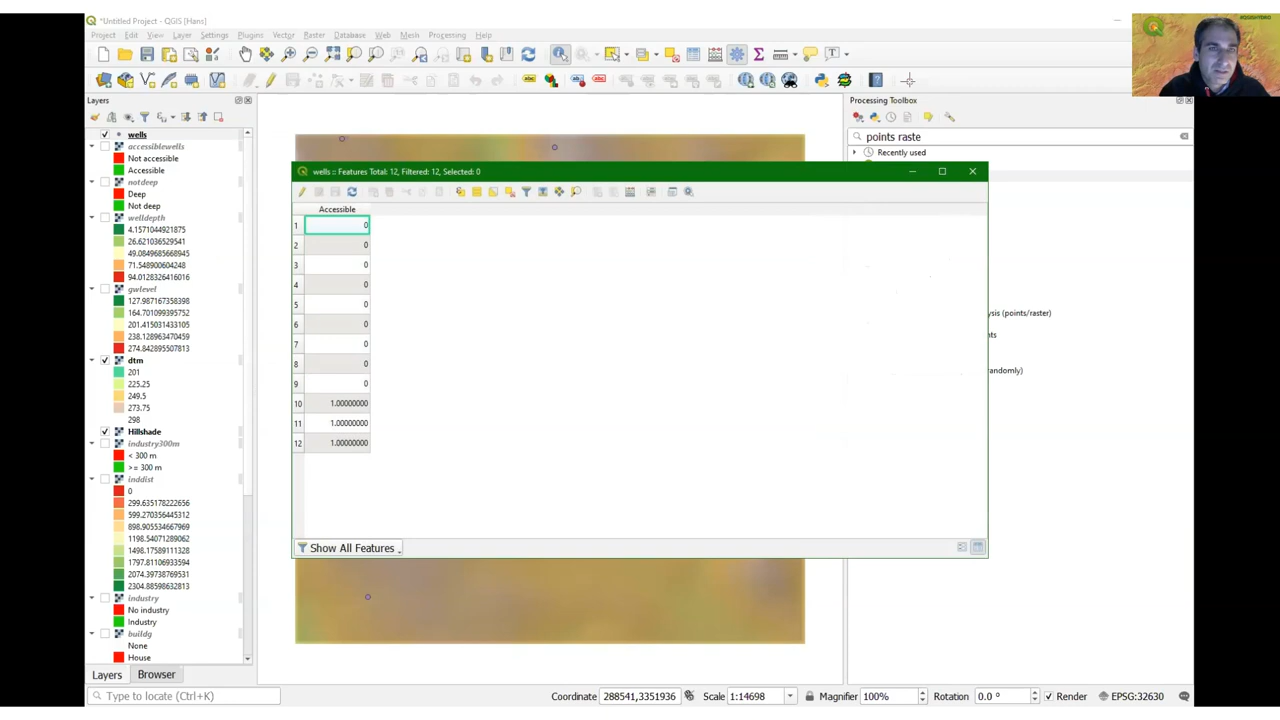 *Untitled Project - QGIS [Hans]
Project Edit View Layer Settings Plugins Vector Raster Database Web Mesh Processing Help
#QGISHYDRO
Layers
wells
accessiblewells
Not accessible
Accessible
notdeep
Deep
Not deep
welldepth
4.1571044921875
26.621036529541
49.0849685668945
71.548900604248
94.0128326416016
gwlevel
127.987167358398
164.701099395752
201.415031433105
238.128963470459
274.842895507813
dtm
201
225.25
249.5
273.75
298
Hillshade
industry300m
< 300 m
>= 300 m
inddist
0
299.635178222656
599.270356445312
898.905534667969
1198.54071289062
1498.17589111328
1797.81106933594
2074.39738769531
2304.88598632813
industry
No industry
Industry
buildg
None
House
Layers Browser
wells :: Features Total: 12, Filtered: 12, Selected: 0
Accessible
1 0
2 0
3 0
4 0
5 0
6 0
7 0
8 0
9 0
10 1.00000000
11 1.00000000
12 1.00000000
Show All Features
Processing Toolbox
points raste
Recently used
ysis (points/raster)
nts
randomly)
Type to locate (Ctrl+K)
Coordinate 288541,3351936 Scale 1:14698 Magnifier 100% Rotation 0.0 ° Render EPSG:32630